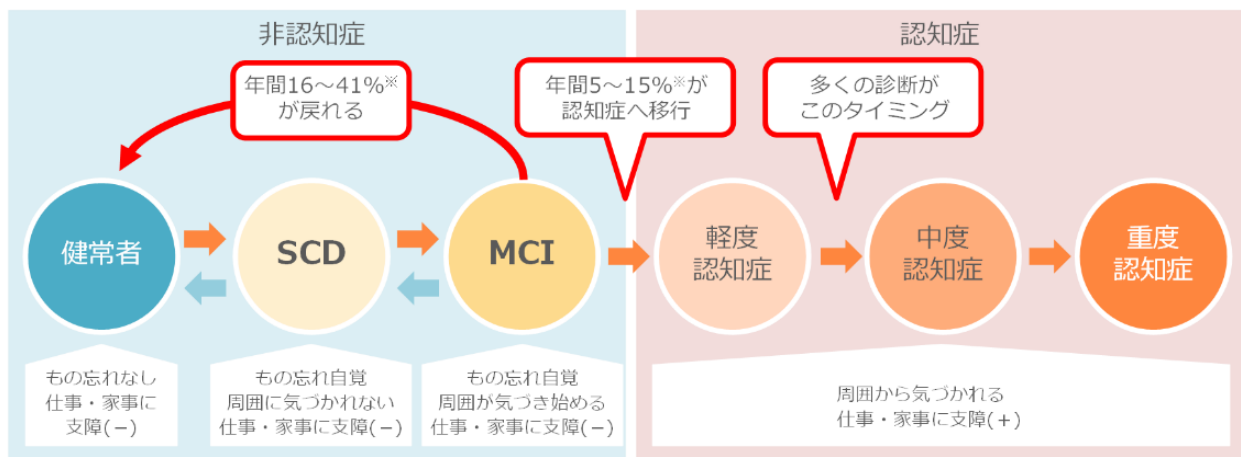 非認知症
認知症
年間16～41%※
が戻れる
年間5～15%※が
認知症へ移行
多くの診断が
このタイミング
健常者
SCD
MCI
軽度
認知症
中度
認知症
重度
認知症
もの忘れなし
仕事・家事に
支障(－)
もの忘れ自覚
周囲に気づかれない
仕事・家事に支障(－)
もの忘れ自覚
周囲が気づき始める
仕事・家事に支障(－)
周囲から気づかれる
仕事・家事に支障(＋)